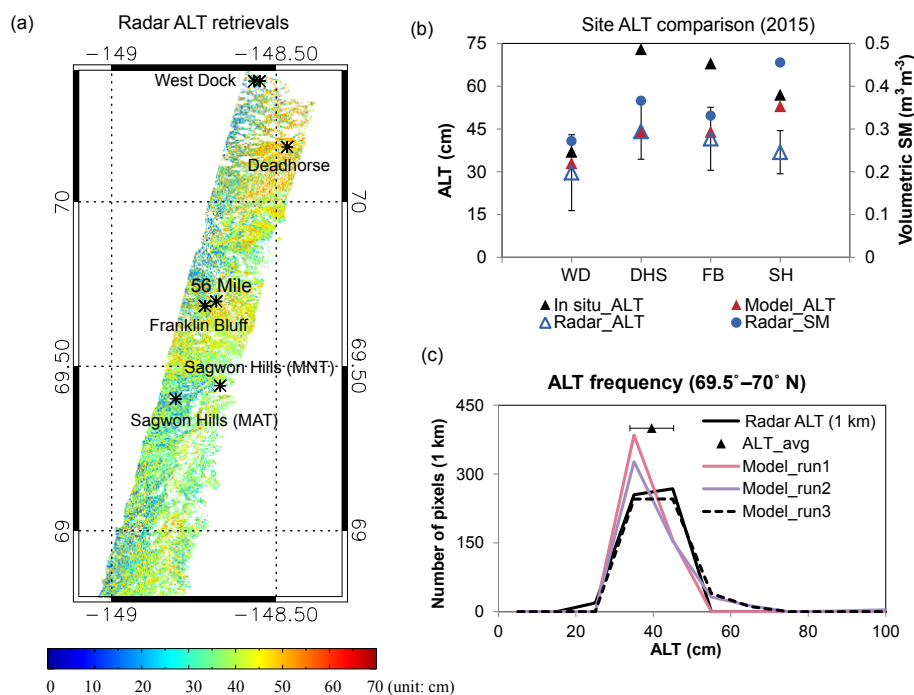 (a)
Radar ALT retrievals
−149
−148.50
West Dock
Deadhorse
70
70
56 Mile
Franklin Bluff
69.50
69.50
Sagwon Hills (MNT)
Sagwon Hills (MAT)
69
69
−149
−148.50
0 10 20 30 40 50 60 70 (unit: cm)
(b)
Site ALT comparison (2015)
75
60
45
30
15
0
ALT (cm)
0.5
0.4
0.3
0.2
0.1
0
Volumetric SM (m³ m⁻³)
WD DHS FB SH
In situ_ALT
Model_ALT
Radar_ALT
Radar_SM
(c)
ALT frequency (69.5°–70° N)
450
300
150
0
Number of pixels (1 km)
Radar ALT (1 km)
ALT_avg
Model_run1
Model_run2
Model_run3
0 20 40 60 80 100
ALT (cm)